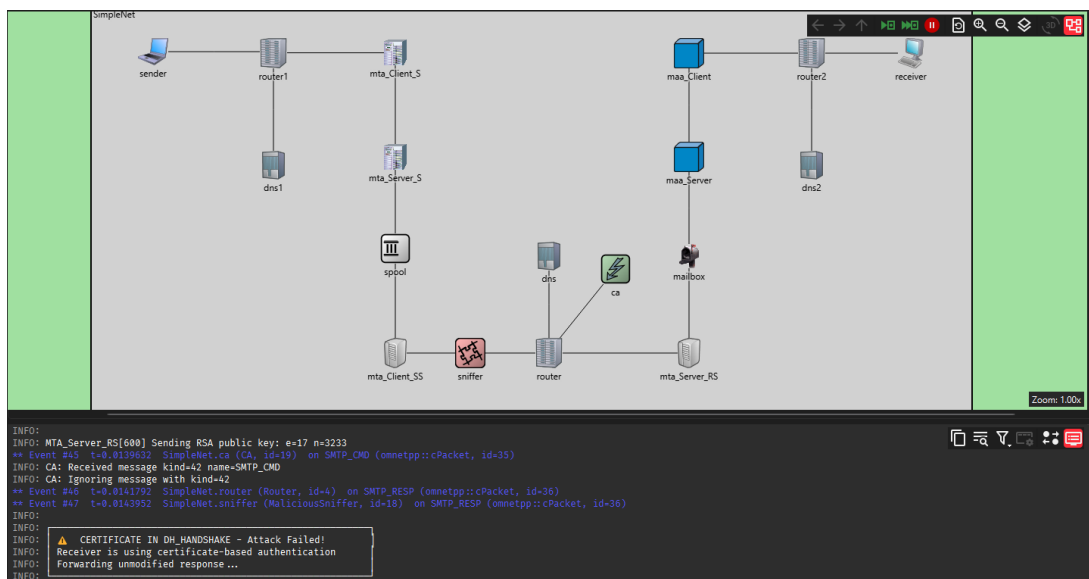 SimpleNet
3D
sender
router1
mta_Client_S
maa_Client
router2
receiver
dns1
mta_Server_S
maa_Server
dns2
spool
dns
ca
mailbox
mta_Client_SS
sniffer
router
mta_Server_RS
Zoom: 1.00x
INFO:
INFO: MTA_Server_RS[600] Sending RSA public key: e=17 n=3233
** Event #45 t=0.0139632 SimpleNet.ca (CA, id=19) on SMTP_CMD (omnetpp::cPacket, id=35)
INFO: CA: Received message kind=42 name=SMTP_CMD
INFO: CA: Ignoring message with kind=42
** Event #46 t=0.0141792 SimpleNet.router (Router, id=4) on SMTP_RESP (omnetpp::cPacket, id=36)
** Event #47 t=0.0143952 SimpleNet.sniffer (MaliciousSniffer, id=18) on SMTP_RESP (omnetpp::cPacket, id=36)
INFO:
INFO:
INFO: ⚠ CERTIFICATE IN DH_HANDSHAKE - Attack Failed!
INFO: Receiver is using certificate-based authentication
INFO: Forwarding unmodified response...
INFO: